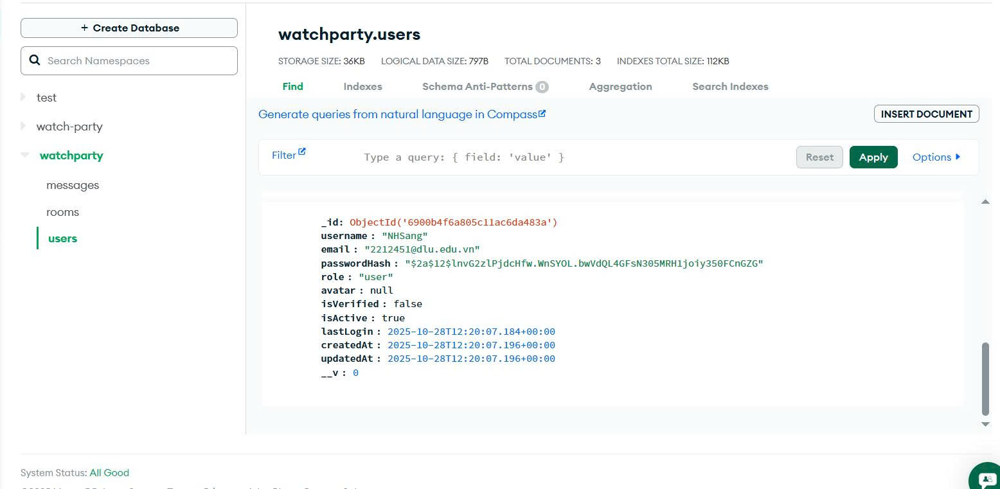 + Create Database
Search Namespaces
test
watch-party
watchparty
messages
rooms
users
watchparty.users
STORAGE SIZE: 36KB LOGICAL DATA SIZE: 797B TOTAL DOCUMENTS: 3 INDEXES TOTAL SIZE: 112KB
Find Indexes Schema Anti-Patterns 0 Aggregation Search Indexes
Generate queries from natural language in Compass
INSERT DOCUMENT
Filter Type a query: { field: 'value' } Reset Apply Options
_id: ObjectId('6900b4f6a805c11ac6da483a')
username : "NHSang"
email : "2212451@dlu.edu.vn"
passwordHash : "$2a$12$lnvG2zlPjdcHfw.WnSYOL.bwVdQL4GFsN305MRH1joiy350FCnGZG"
role : "user"
avatar : null
isVerified : false
isActive : true
lastLogin : 2025-10-28T12:20:07.184+00:00
createdAt : 2025-10-28T12:20:07.196+00:00
updatedAt : 2025-10-28T12:20:07.196+00:00
__v : 0
System Status: All Good